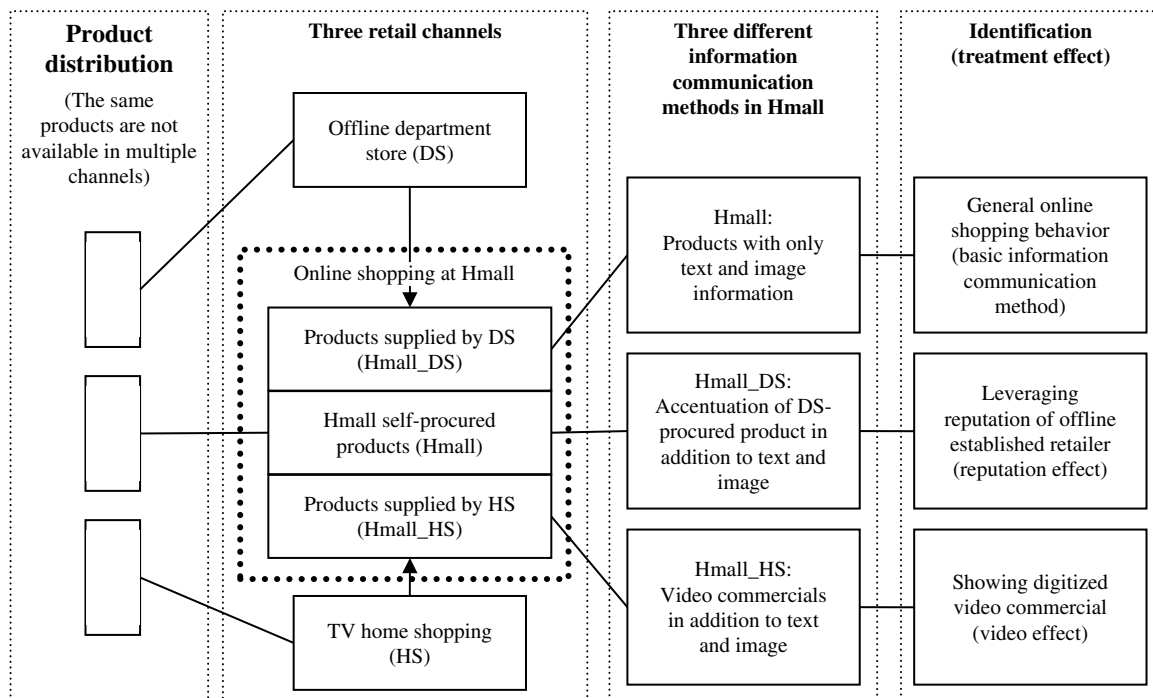 Product
distribution
(The same
products are not
available in multiple
channels)
Three retail channels
Offline department
store (DS)
Online shopping at Hmall
Products supplied by DS
(Hmall_DS)
Hmall self-procured
products (Hmall)
Products supplied by HS
(Hmall_HS)
TV home shopping
(HS)
Three different
information
communication
methods in Hmall
Hmall:
Products with only
text and image
information
Hmall_DS:
Accentuation of DS-
procured product in
addition to text and
image
Hmall_HS:
Video commercials
in addition to text
and image
Identification
(treatment effect)
General online
shopping behavior
(basic information
communication
method)
Leveraging
reputation of offline
established retailer
(reputation effect)
Showing digitized
video commercial
(video effect)